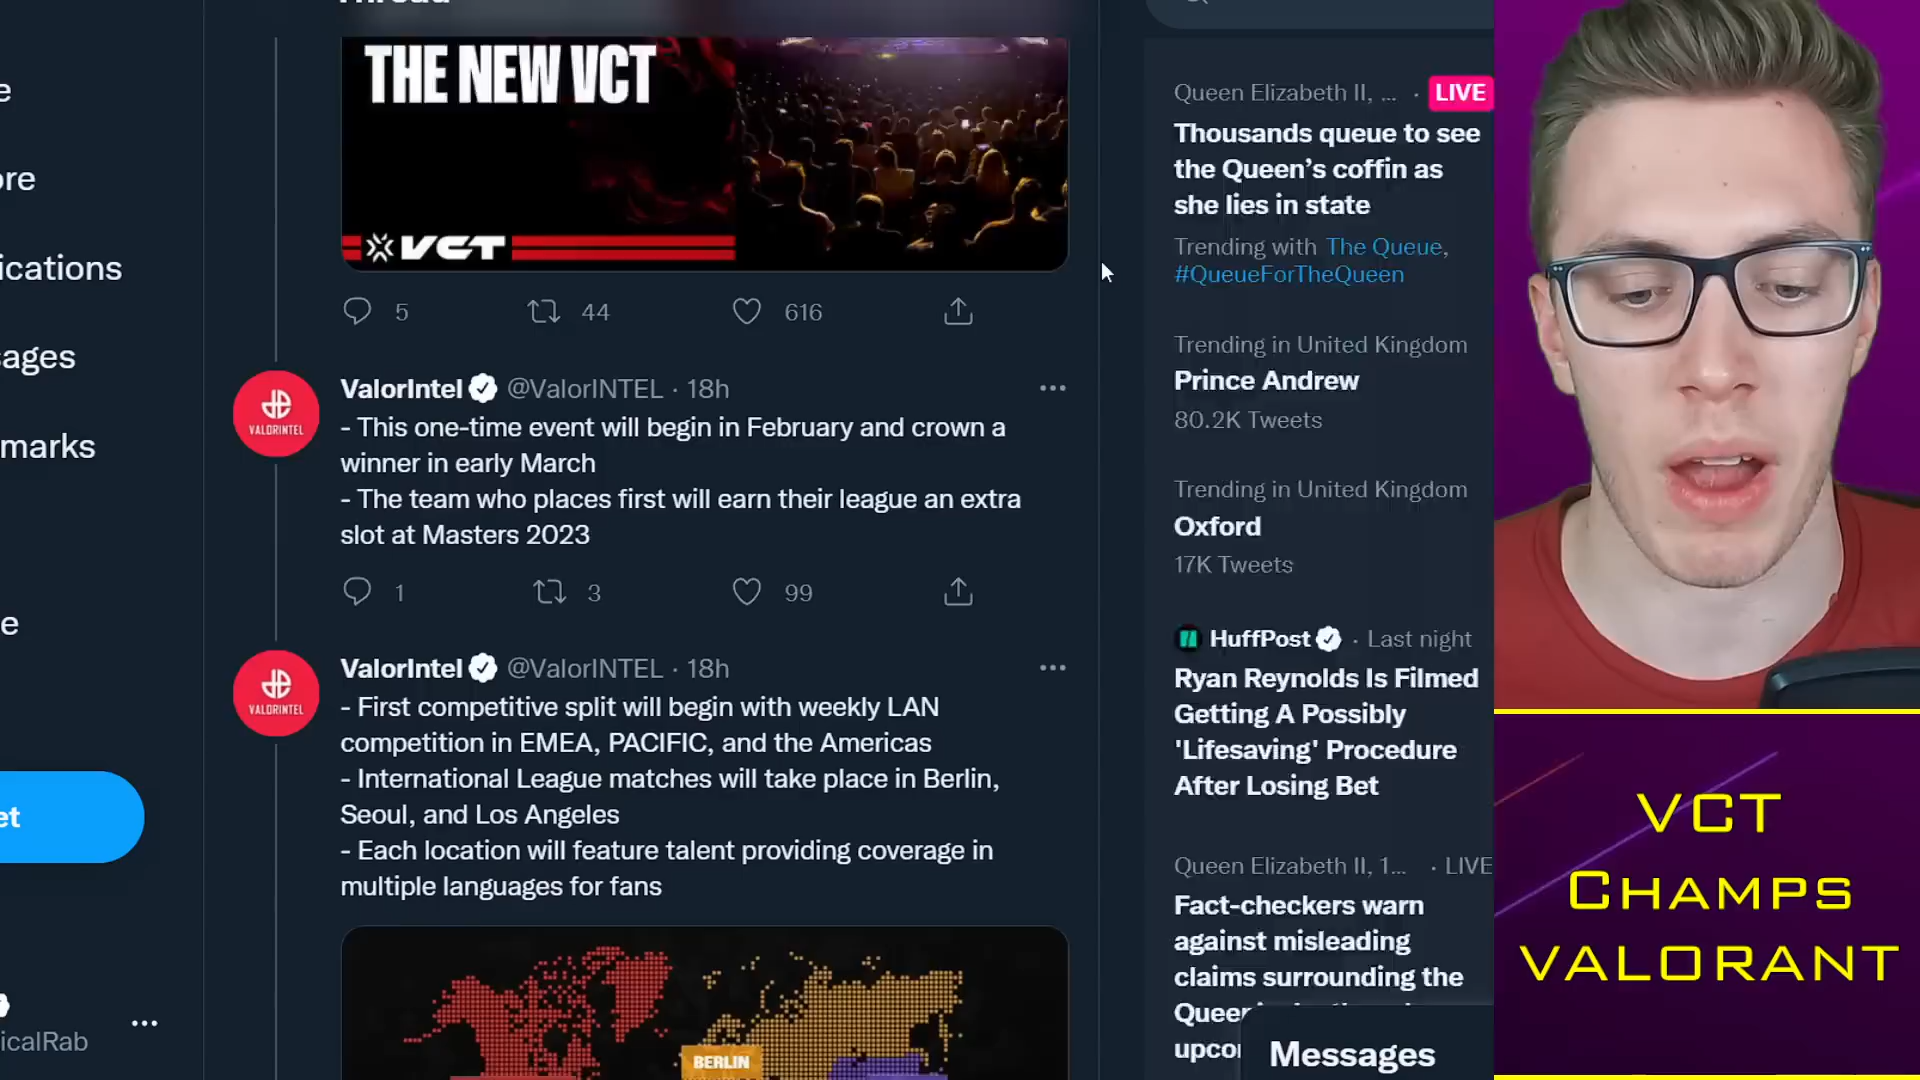 Thread
THE NEW VCT
VCT
5
44
616
ValorIntel @ValorINTEL · 18h
- This one-time event will begin in February and crown a
winner in early March
- The team who places first will earn their league an extra
slot at Masters 2023
1
3
99
ValorIntel @ValorINTEL · 18h
- First competitive split will begin with weekly LAN
competition in EMEA, PACIFIC, and the Americas
- International League matches will take place in Berlin,
Seoul, and Los Angeles
- Each location will feature talent providing coverage in
multiple languages for fans
BERLIN
VALORINTEL
VALORINTEL
e
ore
ications
sages
marks
e
et
icalRab
Queen Elizabeth II, ... · LIVE
Thousands queue to see
the Queen's coffin as
she lies in state
Trending with The Queue,
#QueueForTheQueen
Trending in United Kingdom
Prince Andrew
80.2K Tweets
Trending in United Kingdom
Oxford
17K Tweets
HuffPost · Last night
Ryan Reynolds Is Filmed
Getting A Possibly
'Lifesaving' Procedure
After Losing Bet
Queen Elizabeth II, 1... · LIVE
Fact-checkers warn
against misleading
claims surrounding the
upco
Messages
VCT
CHAMPS
VALORANT